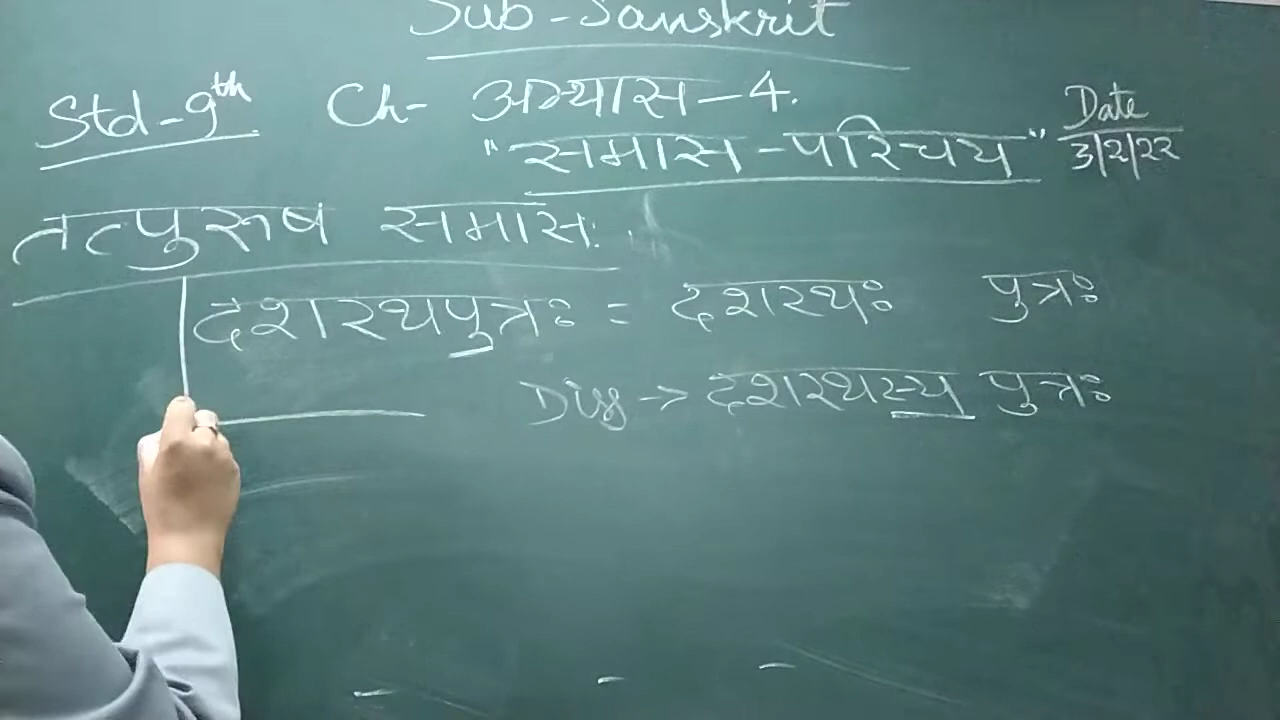 Sub - Sanskrit
Std - 9th Ch- अभ्यास - 4.
Date
"समास - परिचय"
3/2/22
तत्पुरूष समासः
दशरथपुत्रः = दशरथः पुत्रः
दशरथस्य पुत्रः